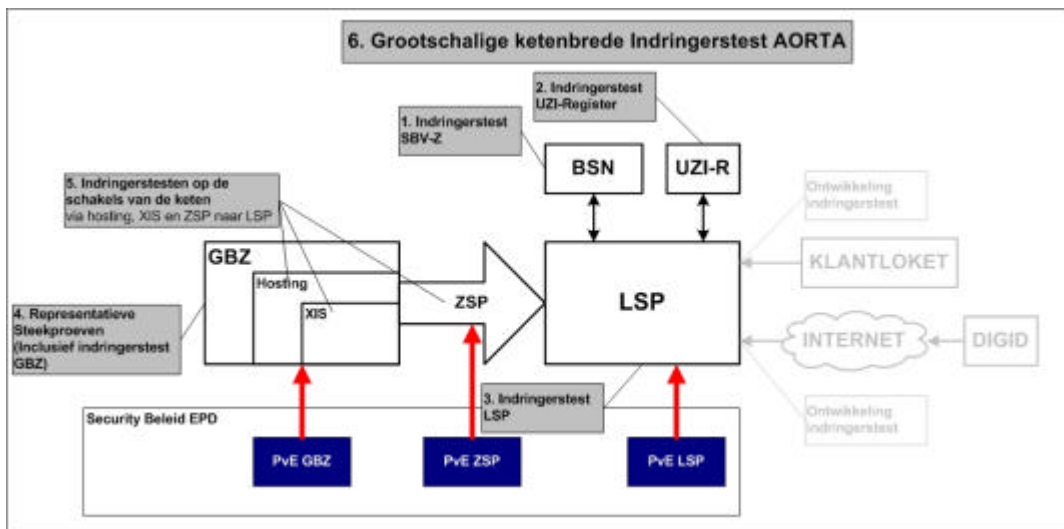 6. Grootschalige ketenbrede Indringerstest AORTA
2. Indringerstest
UZI-Register
1. Indringerstest
SBV-Z
BSN
UZI-R
5. Indringerstesten op de
schakels van de keten
via hosting, XIS en ZSP naar LSP
Ontwikkeling
indringerstest
GBZ
Hosting
XIS
ZSP
LSP
KLANTLOKET
4. Representatieve
Steekproeven
(Inclusief indringerstest
GBZ)
INTERNET
DIGID
3. Indringerstest
LSP
Ontwikkeling
indringerstest
Security Beleid EPD
PvE GBZ
PvE ZSP
PvE LSP